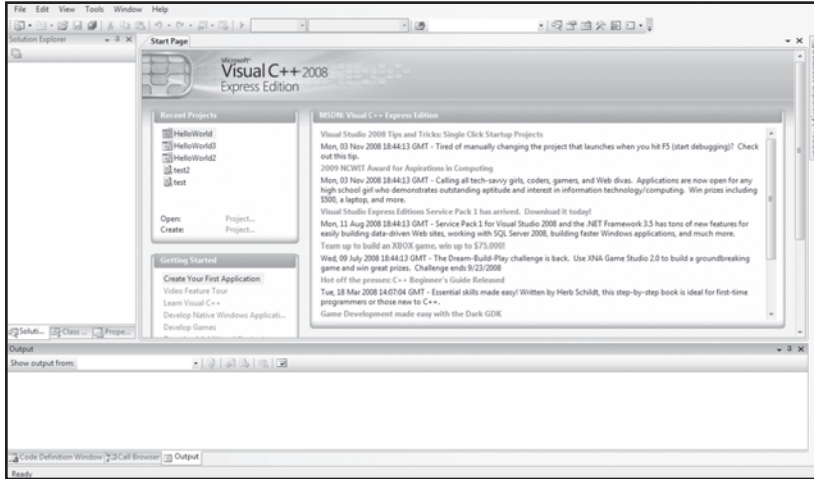 File Edit View Tools Window Help
Solution Explorer
Start Page
Microsoft
Visual C++ 2008
Express Edition
Recent Projects
HelloWorld
HelloWorld3
HelloWorld2
test2
test
Open: Project...
Create: Project...
Getting Started
Create Your First Application
Video Feature Tour
Learn Visual C++
Develop Native Windows Applicati...
Develop Games
MSDN: Visual C++ Express Edition
Visual Studio 2008 Tips and Tricks: Single Click Startup Projects
Mon, 03 Nov 2008 18:44:13 GMT - Tired of manually changing the project that launches when you hit F5 (start debugging)? Check
out this tip.
2009 NCWIT Award for Aspirations in Computing
Mon, 03 Nov 2008 18:44:13 GMT - Calling all tech-savvy girls, coders, gamers, and Web divas. Applications are now open for any
high school girl who demonstrates outstanding aptitude and interest in information technology/computing. Win prizes including
$500, a laptop, and more.
Visual Studio Express Editions Service Pack 1 has arrived. Download it today!
Mon, 11 Aug 2008 18:44:13 GMT - Service Pack 1 for Visual Studio 2008 and the .NET Framework 3.5 has tons of new features for
easily building data-driven Web sites, working with SQL Server 2008, building faster Windows applications, and much more.
Team up to build an XBOX game, win up to $75,000!
Wed, 09 July 2008 18:44:13 GMT - The Dream-Build-Play challenge is back. Use XNA Game Studio 2.0 to build a groundbreaking
game and win great prizes. Challenge ends 9/23/2008
Hot off the presses: C++ Beginner's Guide Released
Tue, 18 Mar 2008 14:07:04 GMT - Essential skills made easy! Written by Herb Schildt, this step-by-step book is ideal for first-time
programmers or those new to C++.
Game Development made easy with the Dark GDK
Soluti... Class ... Prope...
Output
Show output from:
Code Definition Window Call Browser Output
Ready